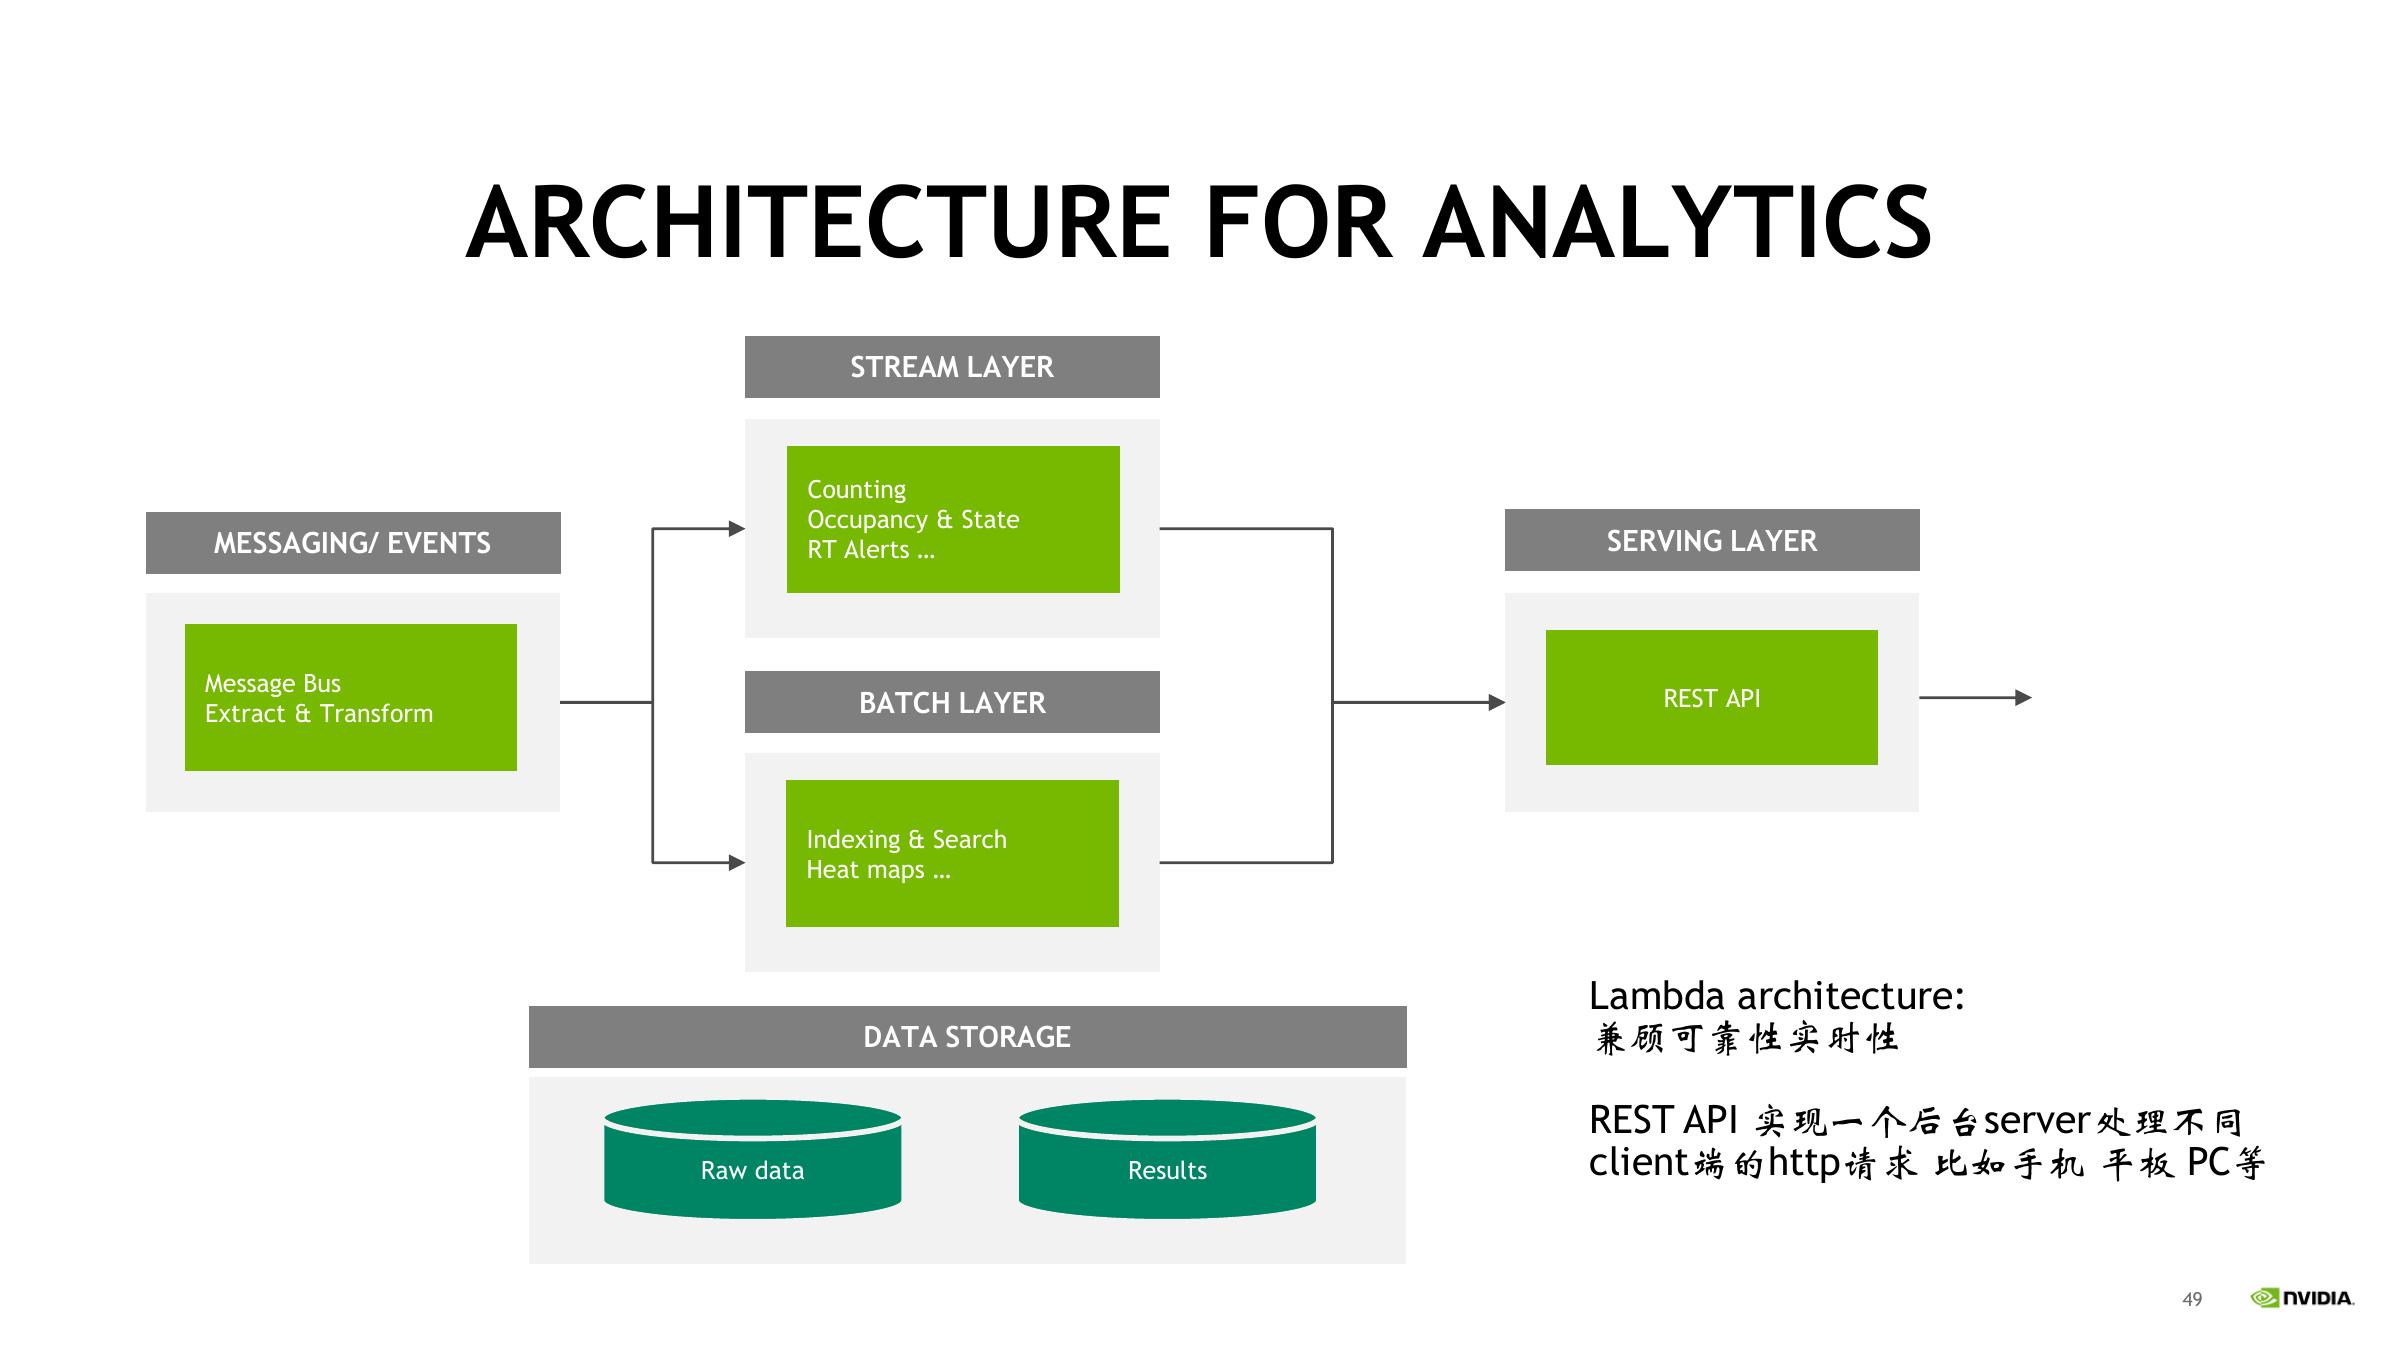 ARCHITECTURE FOR ANALYTICS
STREAM LAYER
Counting
Occupancy & State
RT Alerts …
MESSAGING/ EVENTS
Message Bus
Extract & Transform
BATCH LAYER
Indexing & Search
Heat maps …
SERVING LAYER
REST API
DATA STORAGE
Raw data
Results
Lambda architecture:
兼顾可靠性实时性
REST API 实现一个后台server处理不同
client端的http请求 比如手机 平板 PC等
49
NVIDIA.